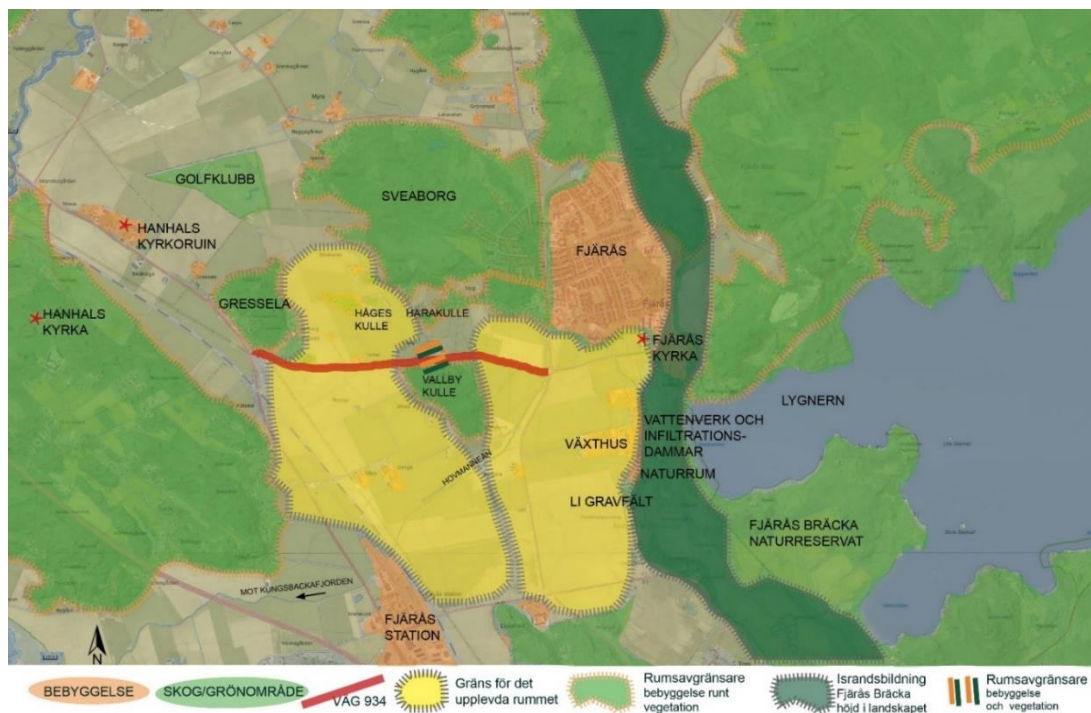 GOLFKLUBB
SVEABORG
HANHALS
KYRKORUIN
FJÄRÅS
HANHALS
KYRKA
GRESSELA
HÅGES
KULLE
HARAKULLE
FJÄRÅS
KYRKA
VALLBY
KULLE
LYGNERN
VATTENVERK OCH
INFILTRATIONS-
DAMMAR
VÄXTHUS
NATURRUM
HOVMANNEÅN
LI GRAVFÄLT
FJÄRÅS BRÄCKA
NATURRESERVAT
MOT KUNGSBACKAFJORDEN
FJÄRÅS
STATION
N
BEBYGGELSE
SKOG/GRÖNOMRÅDE
VÄG 934
Gräns för det
upplevda rummet
Rumsavgränsare
bebyggelse runt
vegetation
Israndsbildning
Fjärås Bräcka
höjd i landskapet
Rumsavgränsare
bebyggelse
och vegetation